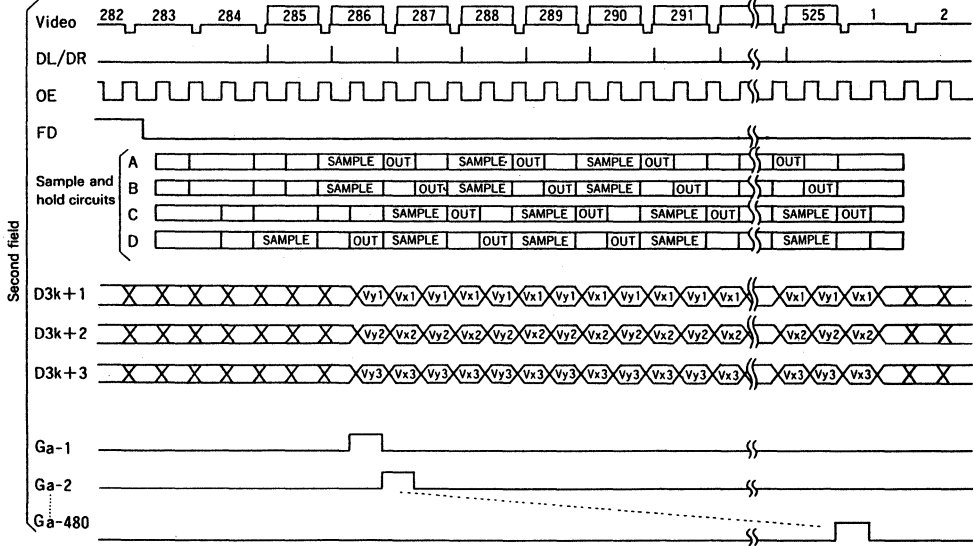 282 283 284 285 286 287 288 289 290 291 525 1 2
Video
DL/DR
OE
FD
Second field
Sample and
hold circuits
A SAMPLE OUT SAMPLE OUT SAMPLE OUT OUT
B SAMPLE OUT SAMPLE OUT SAMPLE OUT OUT
C SAMPLE OUT SAMPLE OUT SAMPLE OUT SAMPLE OUT
D SAMPLE OUT SAMPLE OUT SAMPLE OUT SAMPLE SAMPLE
D3k+1 Vy1 Vx1 Vy1 Vx1 Vy1 Vx1 Vy1 Vx1 Vy1 Vx1 Vy1 Vx1 Vx1 Vy1 Vx1
D3k+2 Vy2 Vx2 Vy2 Vx2 Vy2 Vx2 Vy2 Vx2 Vy2 Vx2 Vy2 Vx2 Vx2 Vy2 Vx2
D3k+3 Vy3 Vx3 Vy3 Vx3 Vy3 Vx3 Vy3 Vx3 Vy3 Vx3 Vy3 Vx3 Vx3 Vy3 Vx3
Ga-1
Ga-2
Ga-480